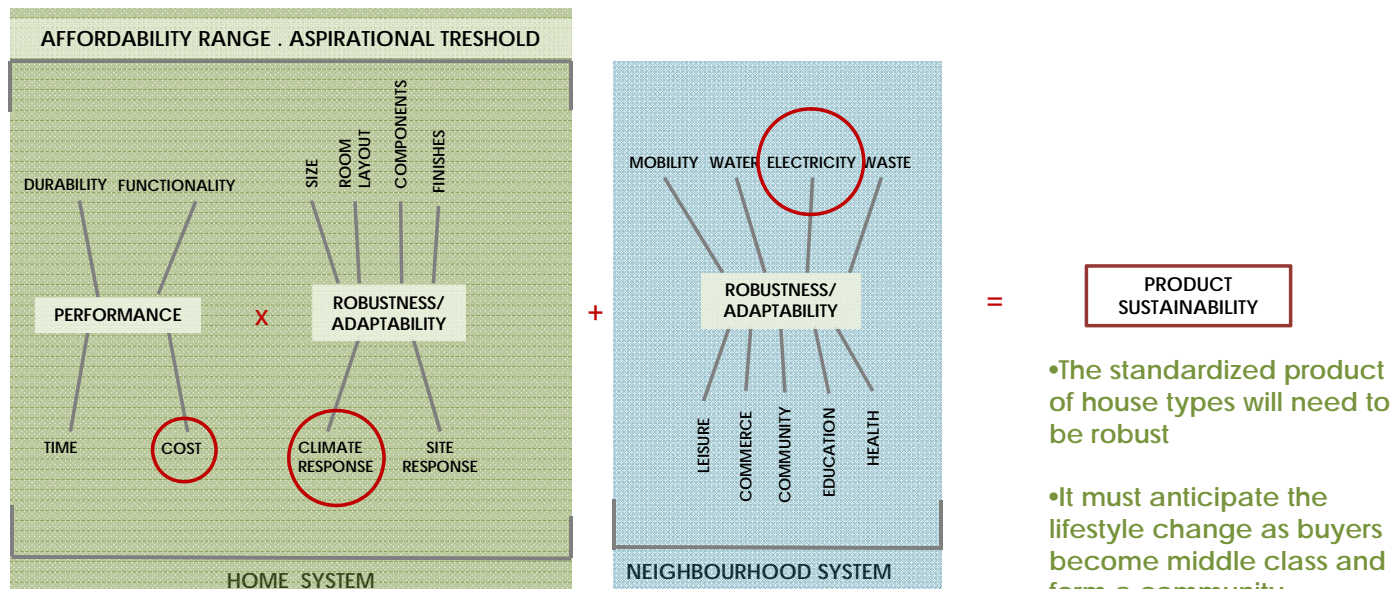 AFFORDABILITY RANGE . ASPIRATIONAL TRESHOLD
DURABILITY FUNCTIONALITY
SIZE
ROOM
LAYOUT
COMPONENTS
FINISHES
PERFORMANCE
x
ROBUSTNESS/
ADAPTABILITY
TIME
COST
CLIMATE
RESPONSE
SITE
RESPONSE
HOME SYSTEM
+
MOBILITY WATER ELECTRICITY WASTE
ROBUSTNESS/
ADAPTABILITY
LEISURE
COMMERCE
COMMUNITY
EDUCATION
HEALTH
NEIGHBOURHOOD SYSTEM
=
PRODUCT
SUSTAINABILITY
•The standardized product
of house types will need to
be robust
•It must anticipate the
lifestyle change as buyers
become middle class and
form a community